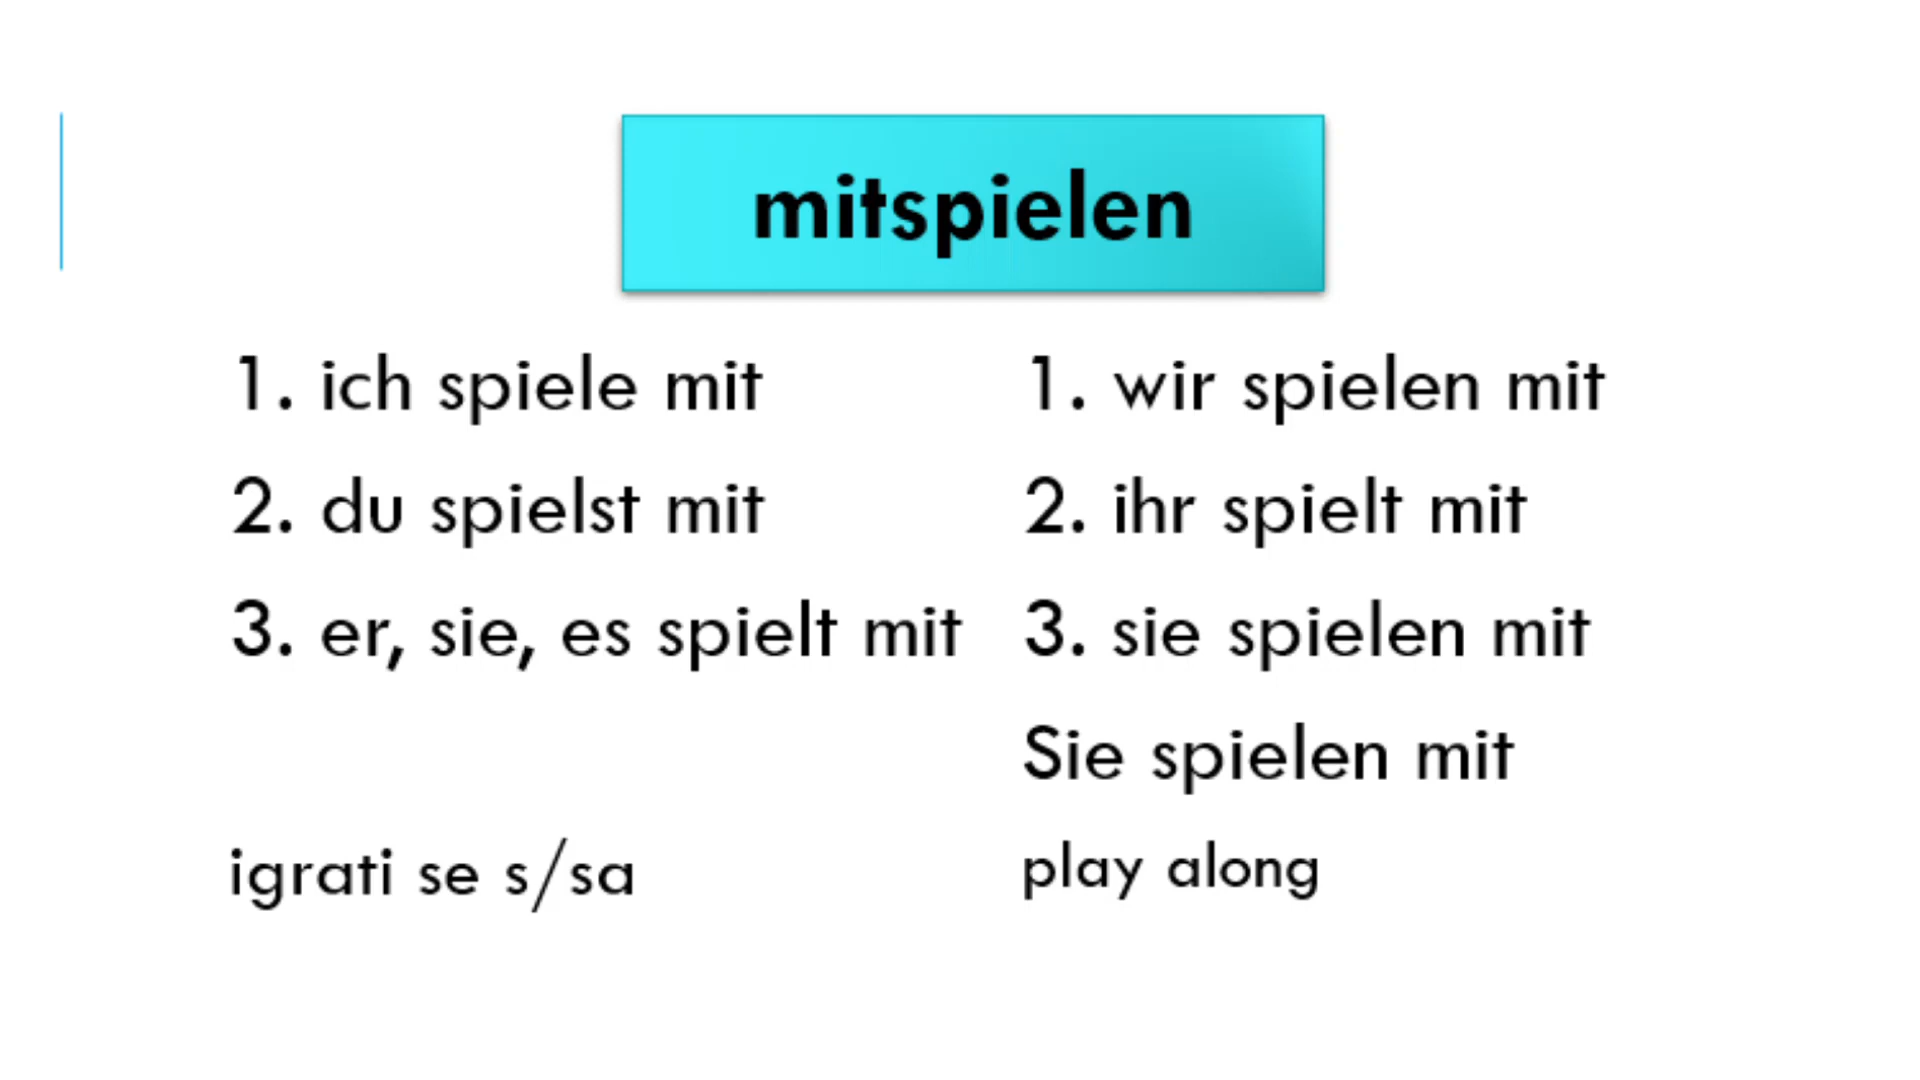 mitspielen
1. ich spiele mit
2. du spielst mit
3. er, sie, es spielt mit
igrati se s/sa
1. wir spielen mit
2. ihr spielt mit
3. sie spielen mit
Sie spielen mit
play along